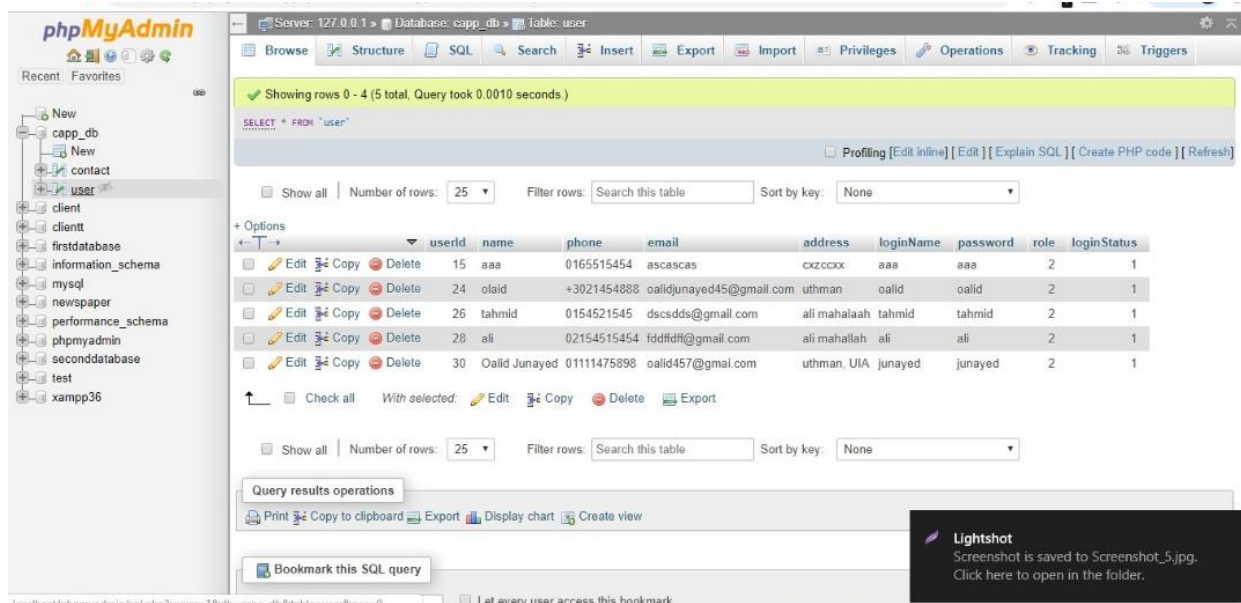 phpMyAdmin
Recent Favorites
New
capp_db
New
contact
user
client
clientt
firstdatabase
information_schema
mysql
newspaper
performance_schema
phpmyadmin
seconddatabase
test
xampp36
Server: 127.0.0.1 » Database: capp_db » Table: user
Browse Structure SQL Search Insert Export Import Privileges Operations Tracking Triggers
Showing rows 0 - 4 (5 total, Query took 0.0010 seconds.)
SELECT * FROM `user`
Profiling [Edit inline] [ Edit ] [ Explain SQL ] [ Create PHP code ] [ Refresh]
Show all Number of rows: 25 Filter rows: Search this table Sort by key: None
+ Options
userId name phone email address loginName password role loginStatus
Edit Copy Delete 15 aaa 0165515454 ascascas cxzccxx aaa aaa 2 1
Edit Copy Delete 24 olaid +3021454888 oalidjunayed45@gmail.com uthman oalid oalid 2 1
Edit Copy Delete 26 tahmid 0154521545 dscsdds@gmail.com ali mahalaah tahmid tahmid 2 1
Edit Copy Delete 28 ali 02154515454 fddffdff@gmail.com ali mahallah ali ali 2 1
Edit Copy Delete 30 Oalid Junayed 01111475898 oalid457@gmai.com uthman, UIA junayed junayed 2 1
Check all With selected: Edit Copy Delete Export
Show all Number of rows: 25 Filter rows: Search this table Sort by key: None
Query results operations
Print Copy to clipboard Export Display chart Create view
Bookmark this SQL query
Let every user access this bookmark
Lightshot
Screenshot is saved to Screenshot_5.jpg.
Click here to open in the folder.